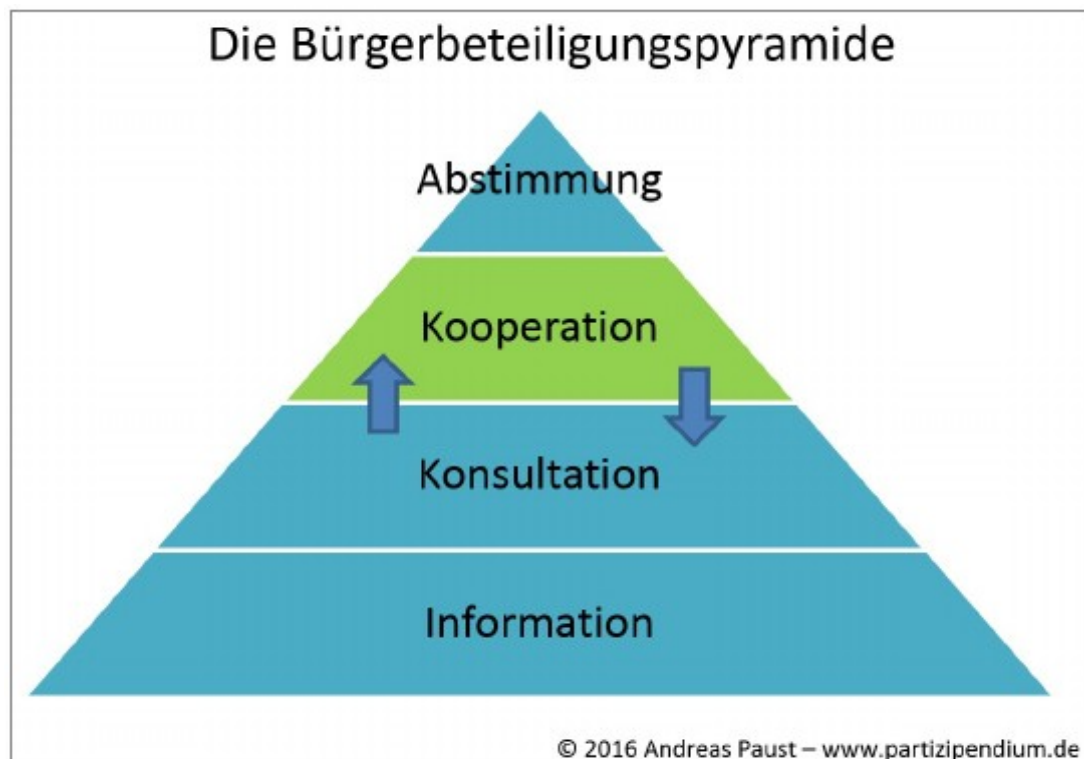 Die Bürgerbeteiligungspyramide
Abstimmung
Kooperation
Konsultation
Information
© 2016 Andreas Paust – www.partizipendium.de